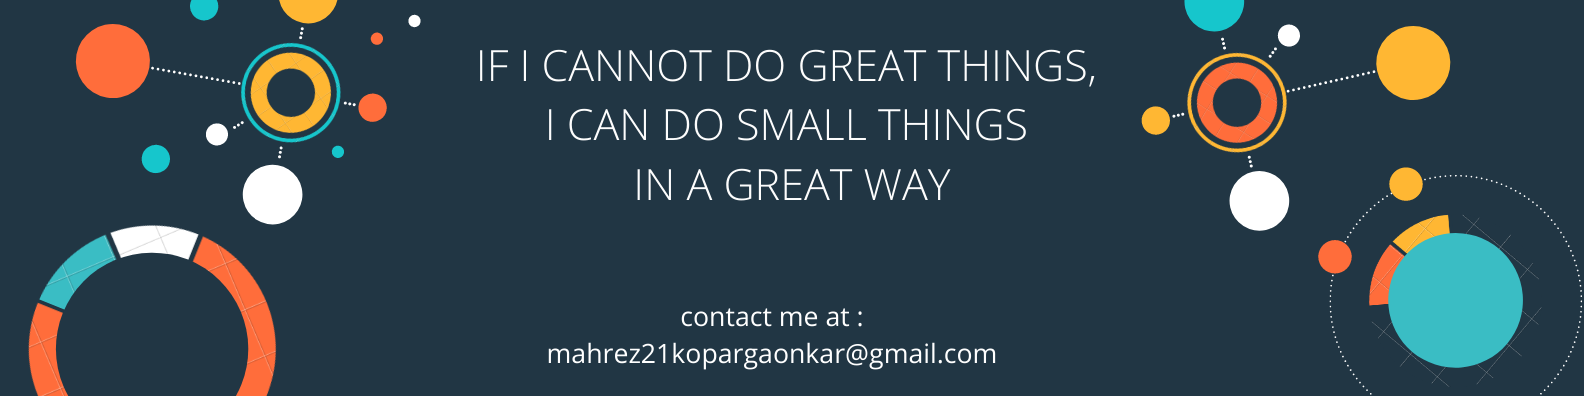 IF I CANNOT DO GREAT THINGS,
I CAN DO SMALL THINGS
IN A GREAT WAY
contact me at :
mahrez21kopargaonkar@gmail.com